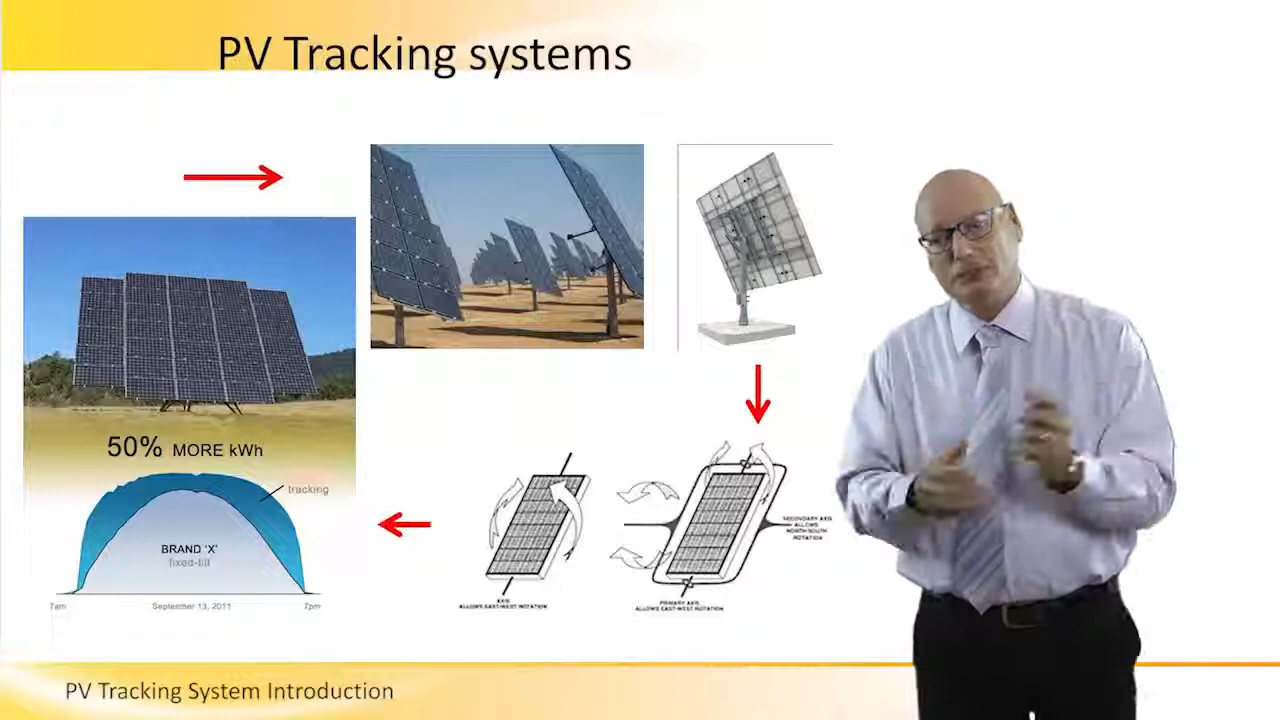 PV Tracking systems
50% MORE kWh
tracking
BRAND 'X'
fixed-tilt
7am
September 13, 2011
7pm
AXIS
ALLOWS EAST-WEST ROTATION
SECONDARY AXIS
ALLOWS
NORTH-SOUTH
ROTATION
PRIMARY AXIS
ALLOWS EAST-WEST ROTATION
PV Tracking System Introduction